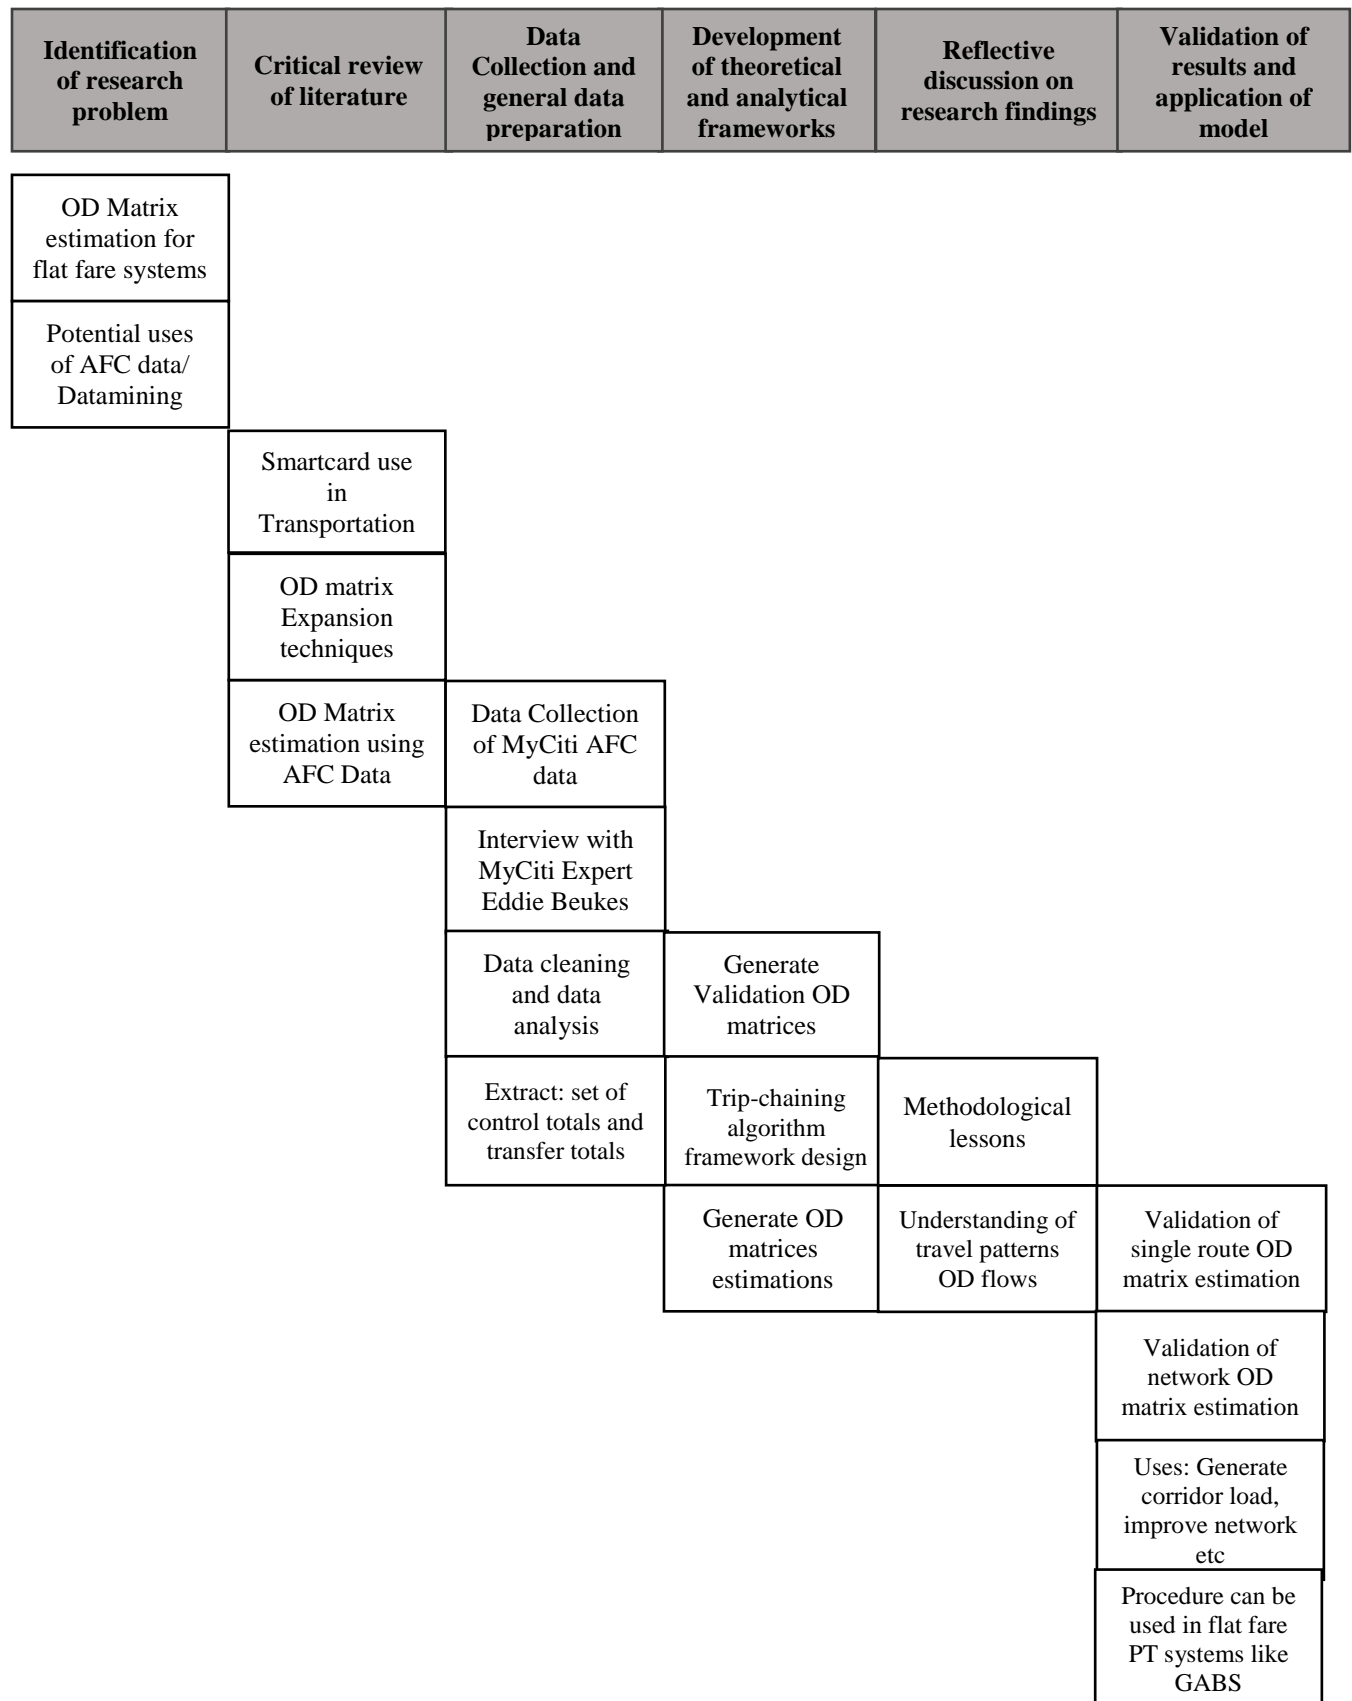 Identification
of research
problem
Critical review
of literature
Data
Collection and
general data
preparation
Development
of theoretical
and analytical
frameworks
Reflective
discussion on
research findings
Validation of
results and
application of
model
OD Matrix
estimation for
flat fare systems
Potential uses
of AFC data/
Datamining
Smartcard use
in
Transportation
OD matrix
Expansion
techniques
OD Matrix
estimation using
AFC Data
Data Collection
of MyCiti AFC
data
Interview with
MyCiti Expert
Eddie Beukes
Data cleaning
and data
analysis
Extract: set of
control totals and
transfer totals
Generate
Validation OD
matrices
Trip-chaining
algorithm
framework design
Generate OD
matrices
estimations
Methodological
lessons
Understanding of
travel patterns
OD flows
Validation of
single route OD
matrix estimation
Validation of
network OD
matrix estimation
Uses: Generate
corridor load,
improve network
etc
Procedure can be
used in flat fare
PT systems like
GABS